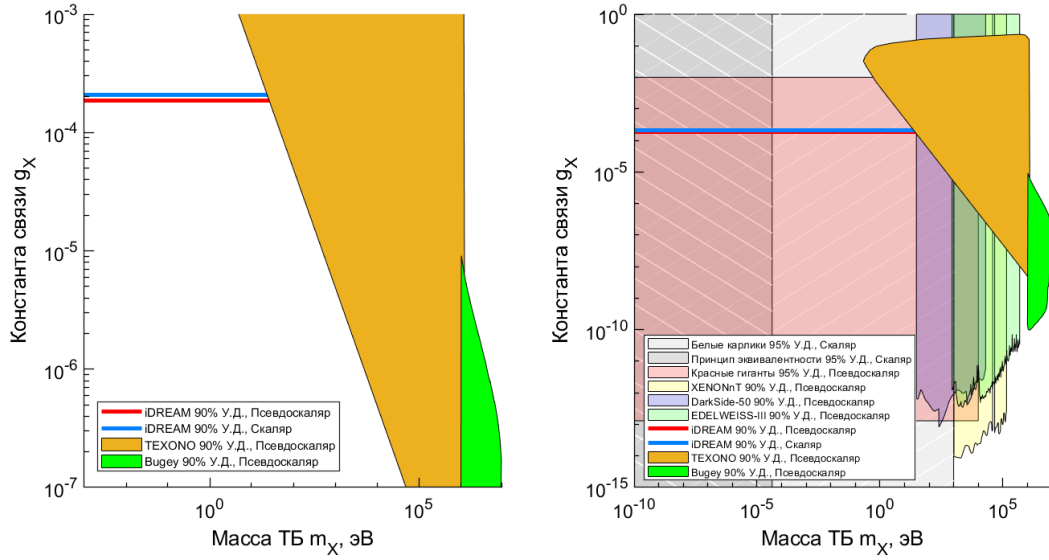 10^-3
10^-4
10^-5
10^-6
10^-7
Константа связи g_X
iDREAM 90% У.Д., Псевдоскаляр
iDREAM 90% У.Д., Скаляр
TEXONO 90% У.Д., Псевдоскаляр
Bugey 90% У.Д., Псевдоскаляр
10^0
10^5
Масса ТБ m_X, эВ
10^0
10^-5
10^-10
10^-15
Константа связи g_X
Белые карлики 95% У.Д., Скаляр
Принцип эквивалентности 95% У.Д., Скаляр
Красные гиганты 95% У.Д., Псевдоскаляр
XENONnT 90% У.Д., Псевдоскаляр
DarkSide-50 90% У.Д., Псевдоскаляр
EDELWEISS-III 90% У.Д., Псевдоскаляр
iDREAM 90% У.Д., Псевдоскаляр
iDREAM 90% У.Д., Скаляр
TEXONO 90% У.Д., Псевдоскаляр
Bugey 90% У.Д., Псевдоскаляр
10^-10
10^-5
10^0
10^5
Масса ТБ m_X, эВ